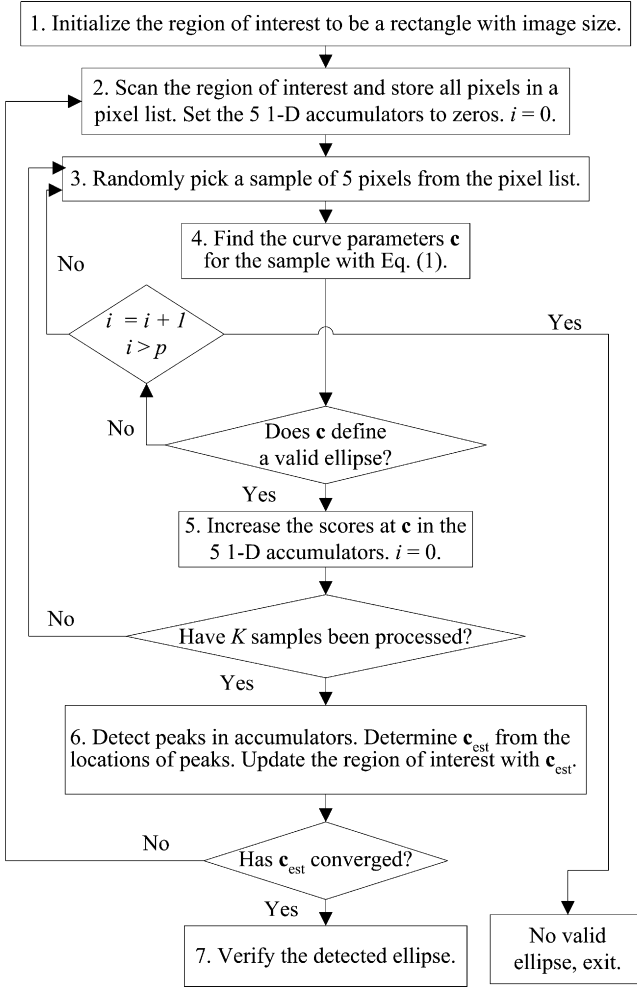 1. Initialize the region of interest to be a rectangle with image size.
2. Scan the region of interest and store all pixels in a
pixel list. Set the 5 1-D accumulators to zeros. i = 0.
3. Randomly pick a sample of 5 pixels from the pixel list.
4. Find the curve parameters c
for the sample with Eq. (1).
No
i = i + 1
i > p
Yes
No
Does c define
a valid ellipse?
Yes
5. Increase the scores at c in the
5 1-D accumulators. i = 0.
No
Have K samples been processed?
Yes
6. Detect peaks in accumulators. Determine c_est from the
locations of peaks. Update the region of interest with c_est.
No
Has c_est converged?
Yes
7. Verify the detected ellipse.
No valid
ellipse, exit.